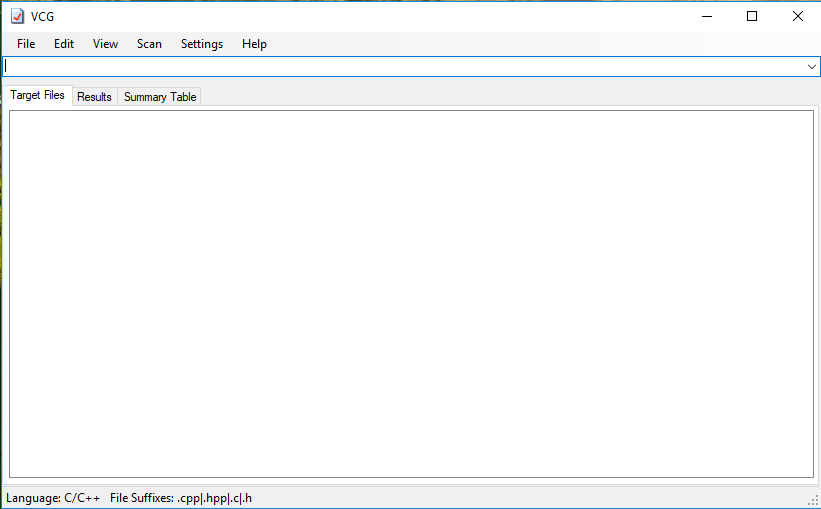 VCG
File Edit View Scan Settings Help
Target Files Results Summary Table
Language: C/C++ File Suffixes: .cpp|.hpp|.c|.h